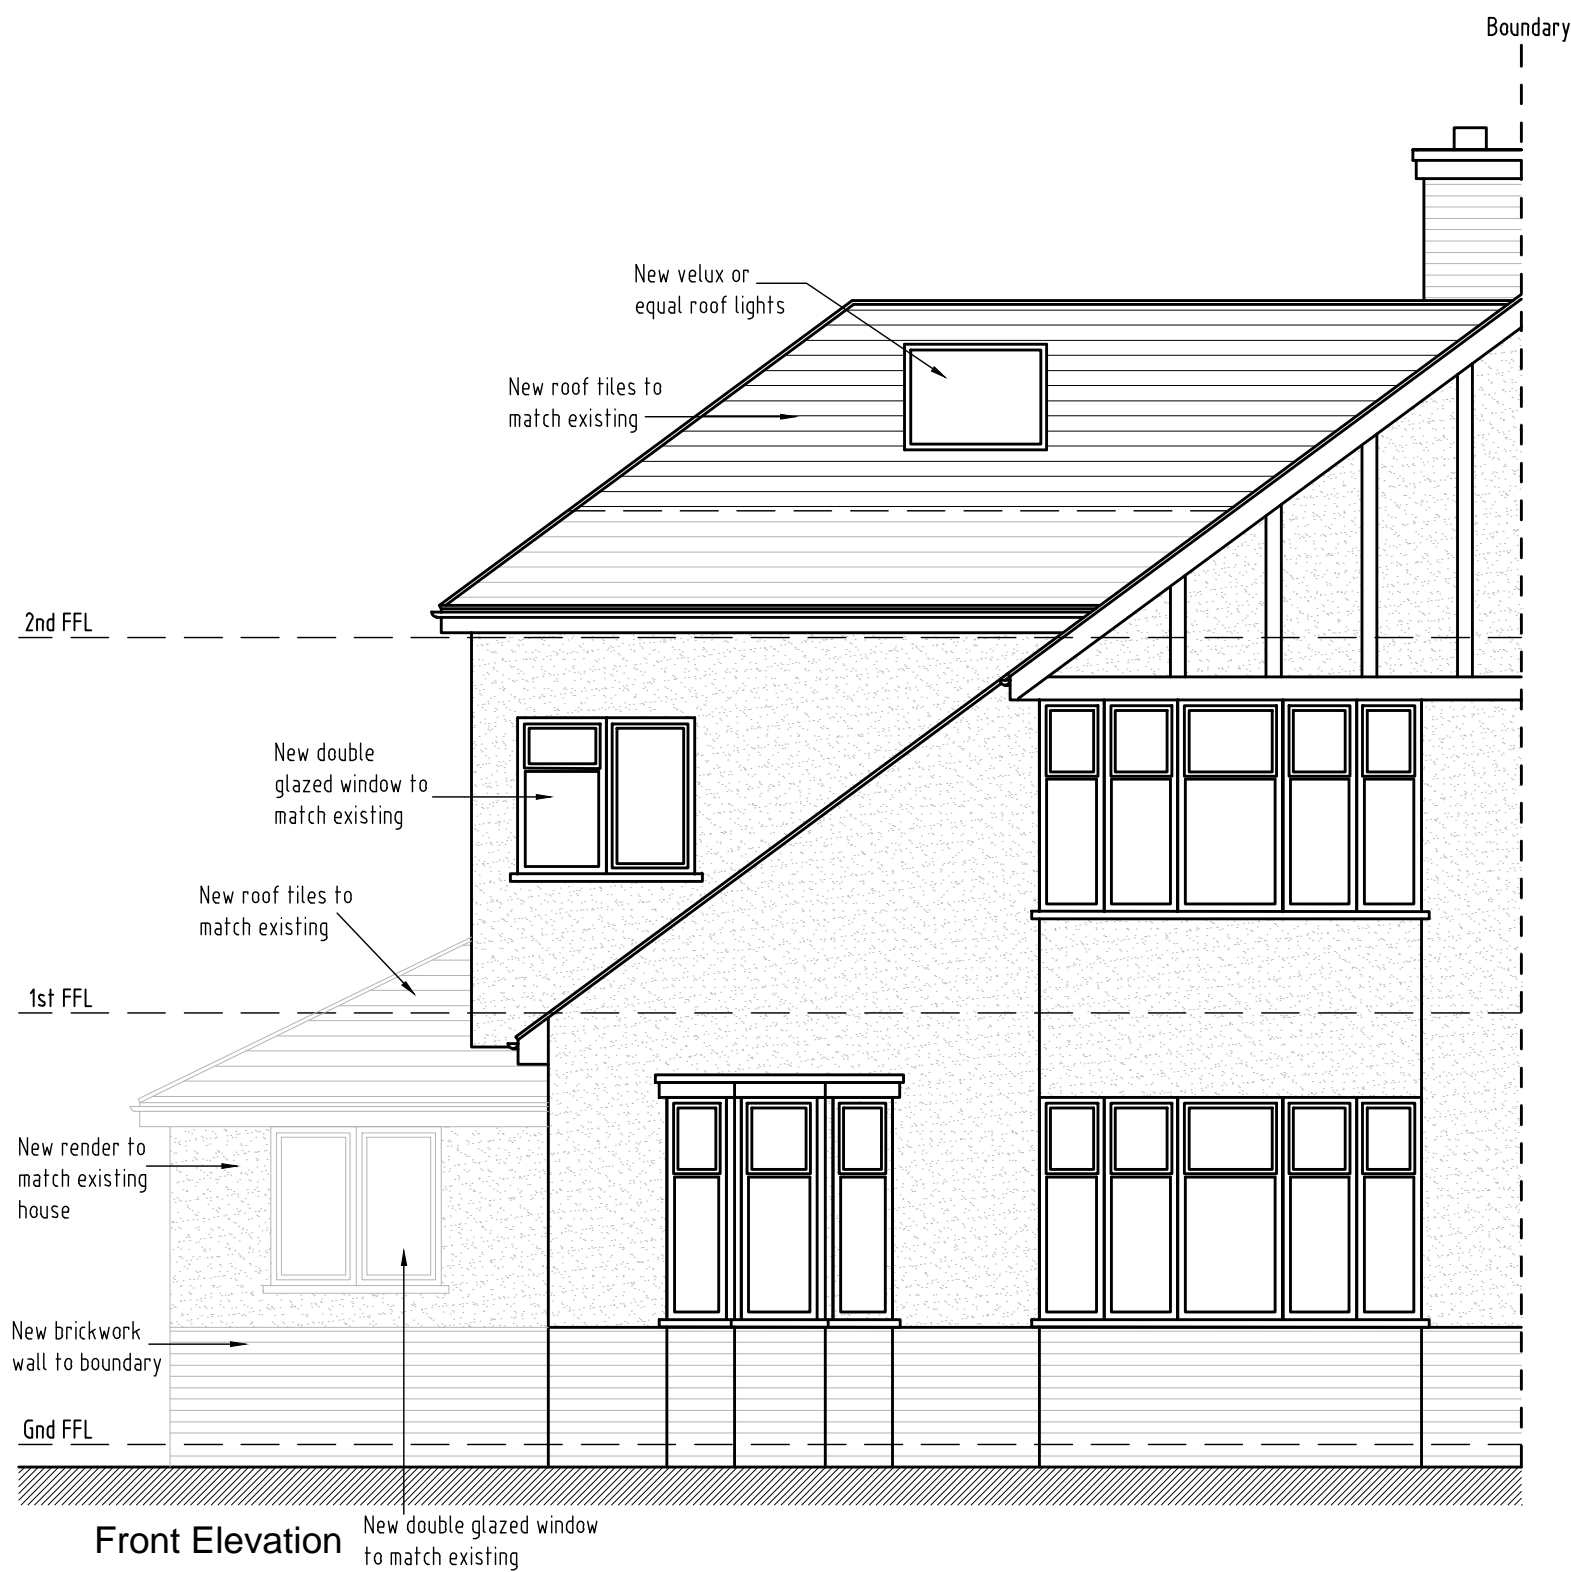 Boundary
New velux or
equal roof lights
New roof tiles to
match existing
2nd FFL
New double
glazed window to
match existing
New roof tiles to
match existing
1st FFL
New render to
match existing
house
New brickwork
wall to boundary
Gnd FFL
Front Elevation
New double glazed window
to match existing